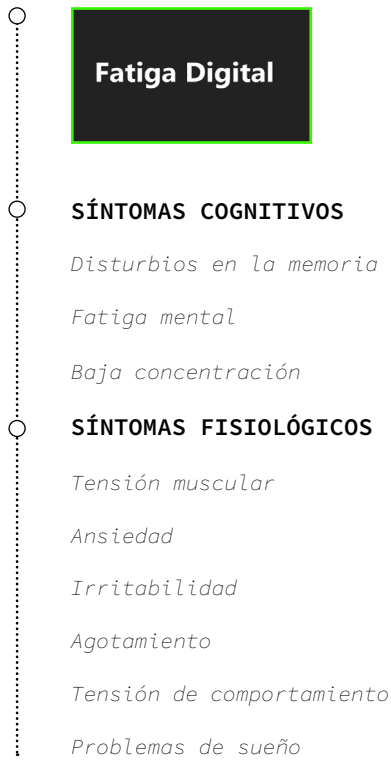 Fatiga Digital
SÍNTOMAS COGNITIVOS
Disturbios en la memoria
Fatiga mental
Baja concentración
SÍNTOMAS FISIOLÓGICOS
Tensión muscular
Ansiedad
Irritabilidad
Agotamiento
Tensión de comportamiento
Problemas de sueño